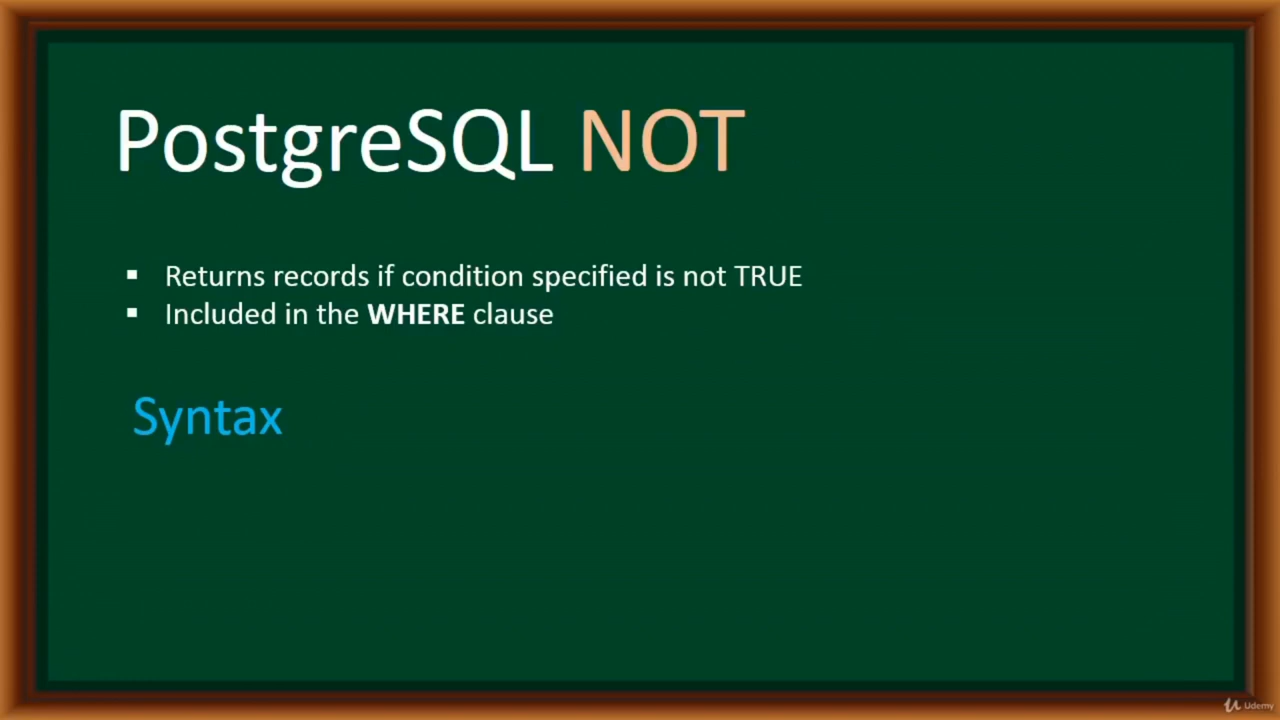 PostgreSQL NOT
▪ Returns records if condition specified is not TRUE
▪ Included in the WHERE clause
Syntax
Udemy